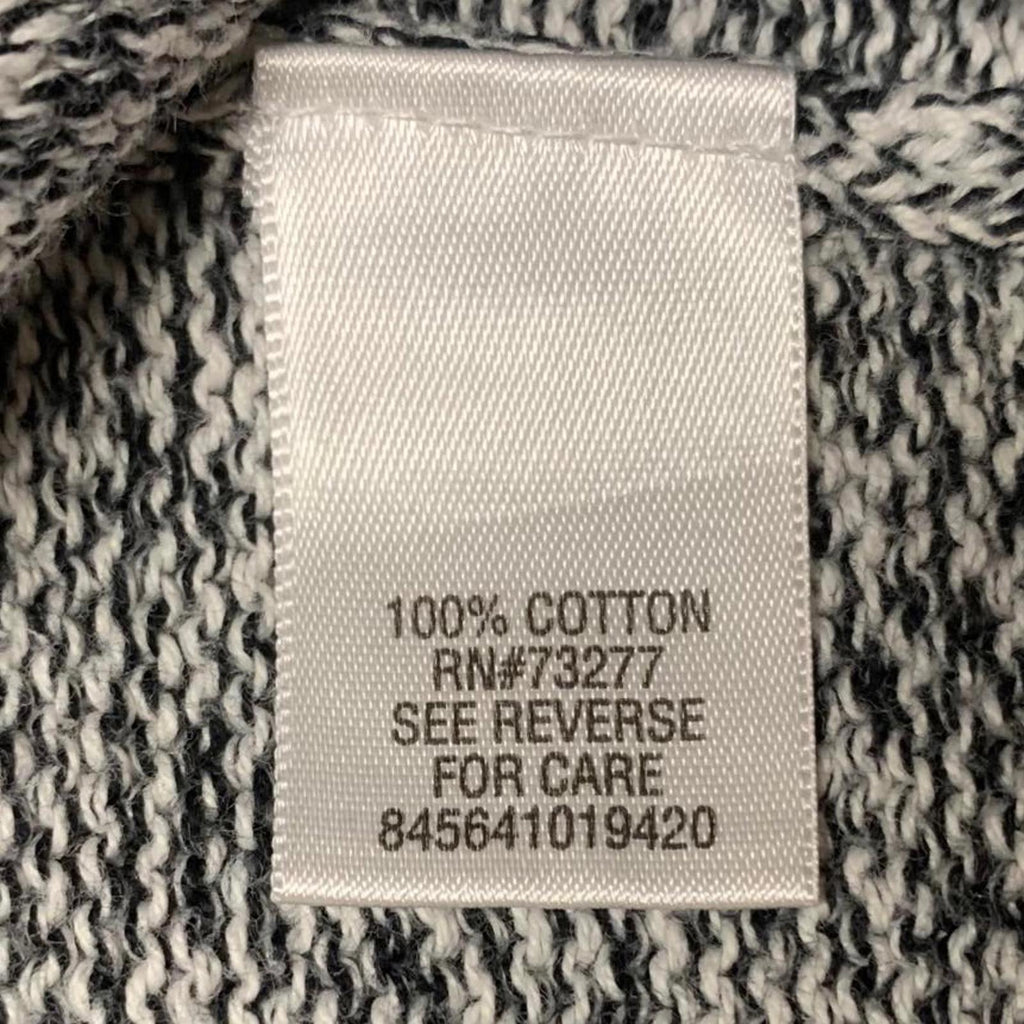 100% COTTON
RN#73277
SEE REVERSE
FOR CARE
845641019420